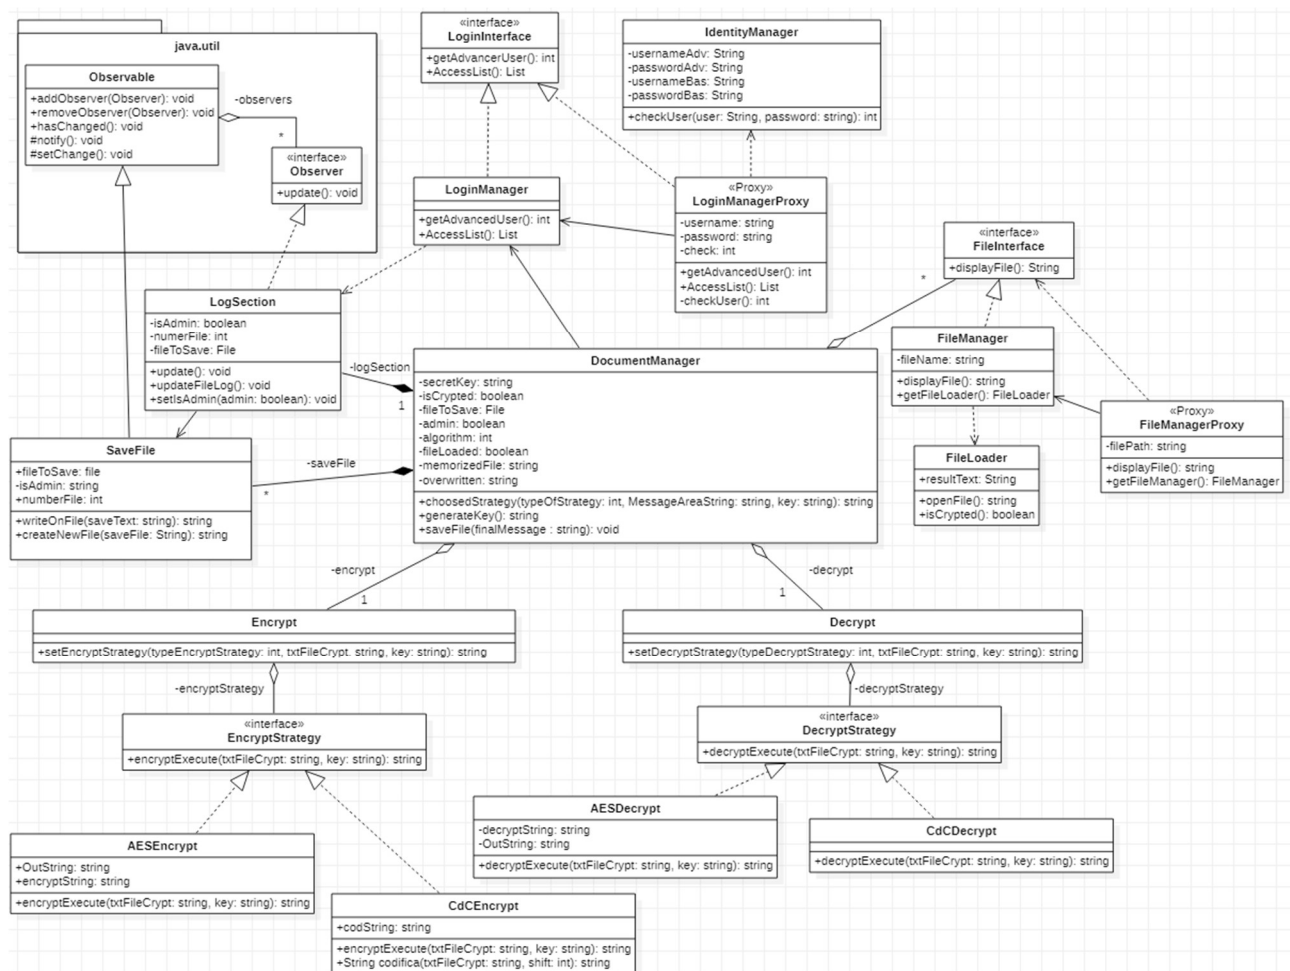 java.util
Observable
+addObserver(Observer): void
+removeObserver(Observer): void
+hasChanged(): void
#notify(): void
#setChange(): void
-observers
*
«interface»
Observer
+update(): void
«interface»
LoginInterface
+getAdvancerUser(): int
+AccessList(): List
IdentityManager
-usernameAdv: String
-passwordAdv: String
-usernameBas: String
-passwordBas: String
+checkUser(user: String, password: string): int
LoginManager
+getAdvancedUser(): int
+AccessList(): List
«Proxy»
LoginManagerProxy
-username: string
-password: string
-check: int
+getAdvancedUser(): int
+AccessList(): List
-checkUser(): int
«interface»
FileInterface
+displayFile(): String
*
LogSection
-isAdmin: boolean
-numerFile: int
-fileToSave: File
+update(): void
+updateFileLog(): void
+setIsAdmin(admin: boolean): void
-logSection
1
DocumentManager
-secretKey: string
-isCrypted: boolean
-fileToSave: File
-admin: boolean
-algorithm: int
-fileLoaded: boolean
-memorizedFile: string
-overwritten: string
+choosedStrategy(typeOfStrategy: int, MessageAreaString: string, key: string): string
+generateKey(): string
+saveFile(finalMessage : string): void
FileManager
-fileName: string
+displayFile(): string
+getFileLoader(): FileLoader
«Proxy»
FileManagerProxy
-filePath: string
+displayFile(): string
+getFileManager(): FileManager
FileLoader
+resultText: String
+openFile(): string
+isCrypted(): boolean
SaveFile
+fileToSave: file
-isAdmin: string
+numberFile: int
+writeOnFile(saveText: string): string
+createNewFile(saveFile: String): string
-saveFile
*
-encrypt
1
-decrypt
1
Encrypt
+setEncryptStrategy(typeEncryptStrategy: int, txtFileCrypt. string, key: string): string
Decrypt
+setDecryptStrategy(typeDecryptStrategy: int, txtFileCrypt: string, key: string): string
-encryptStrategy
-decryptStrategy
«interface»
EncryptStrategy
+encryptExecute(txtFileCrypt: string, key: string): string
«interface»
DecryptStrategy
+decryptExecute(txtFileCrypt: string, key: string): string
AESEncrypt
+OutString: string
+encryptString: string
+encryptExecute(txtFileCrypt: string, key: string): string
AESDecrypt
-decryptString: string
-OutString: string
+decryptExecute(txtFileCrypt: string, key: string): string
CdCDecrypt
+decryptExecute(txtFileCrypt: string, key: string): string
CdCEncrypt
+codString: string
+encryptExecute(txtFileCrypt: string, key: string): string
+String codifica(txtFileCrypt: string, shift: int): string